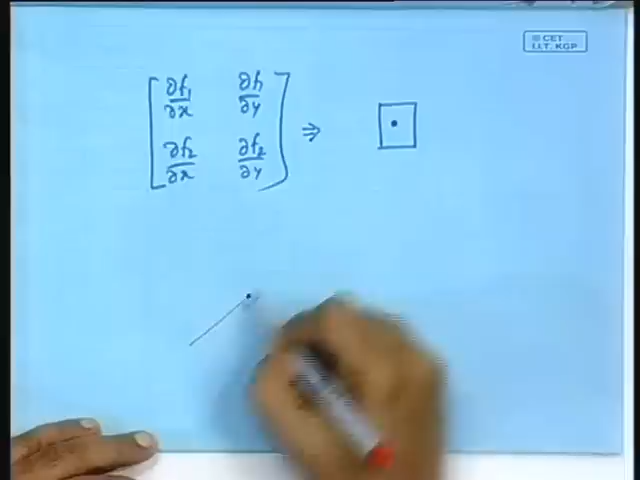 © CET
I.I.T. KGP
∂f₁/∂x ∂f₁/∂y
∂f₂/∂x ∂f₂/∂y ⇒